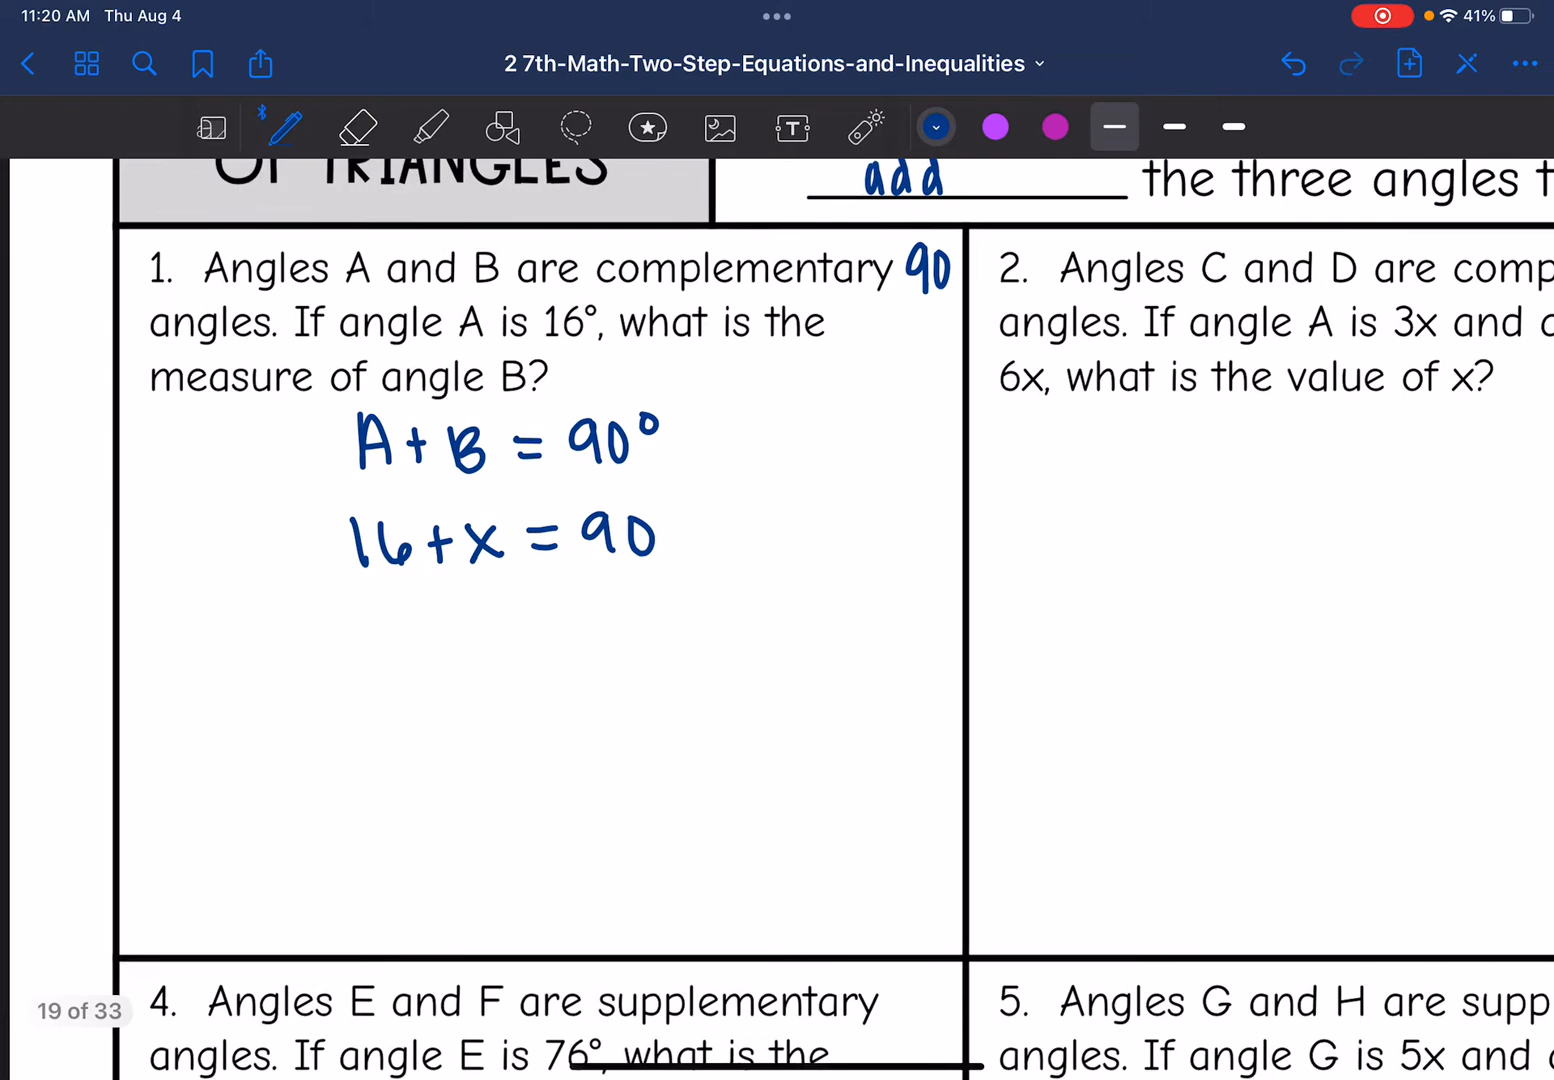 11:20 AM Thu Aug 4
41%
2 7th-Math-Two-Step-Equations-and-Inequalities
OF TRIANGLES
add the three angles t
1. Angles A and B are complementary 90
angles. If angle A is 16°, what is the
measure of angle B?
A + B = 90°
16 + x = 90
2. Angles C and D are comp
angles. If angle A is 3x and
6x, what is the value of x?
4. Angles E and F are supplementary
angles. If angle E is 76°, what is the
5. Angles G and H are supp
angles. If angle G is 5x and
19 of 33